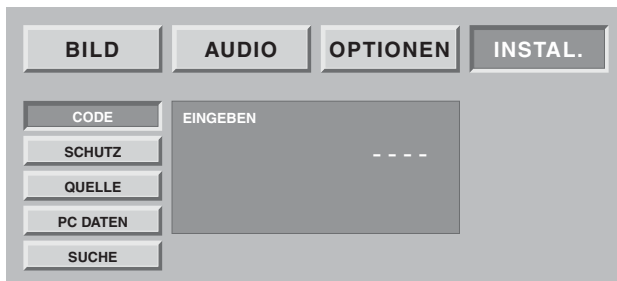 BILD AUDIO OPTIONEN INSTAL.
CODE
EINGEBEN
SCHUTZ
- - - -
QUELLE
PC DATEN
SUCHE